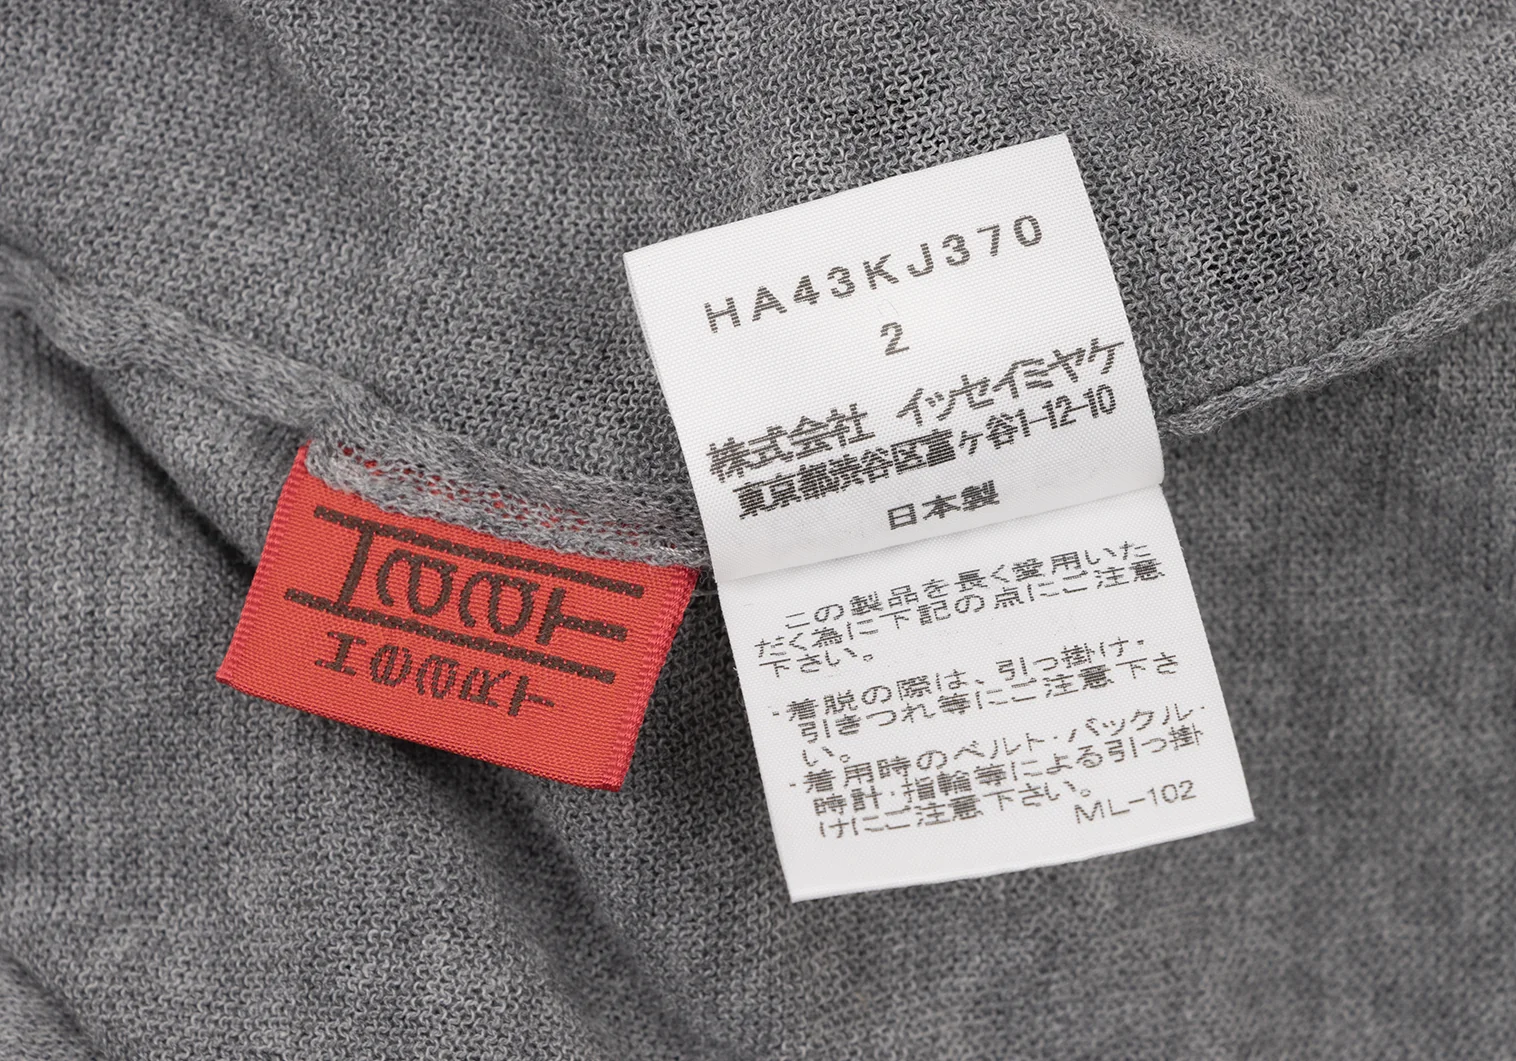 HA43KJ370
2
株式会社 イッセイミヤケ
東京都渋谷区富ヶ谷1-12-10
日本製
この製品を長く愛用いた
だく為に下記の点にご注意
下さい。
・着脱の際は、引っ掛け・
引きつれ等にご注意下さ
い。
・着用時のベルト・バックル・
時計・指輪等による引っ掛
けにご注意下さい。
ML-102